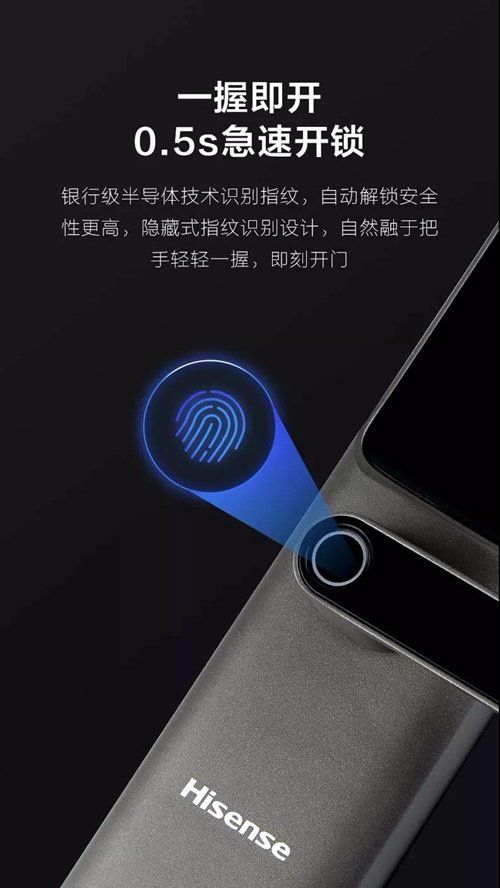 一握即开
0.5s急速开锁
银行级半导体技术识别指纹，自动解锁安全
性更高，隐藏式指纹识别设计，自然融于把
手轻轻一握，即刻开门
Hisense